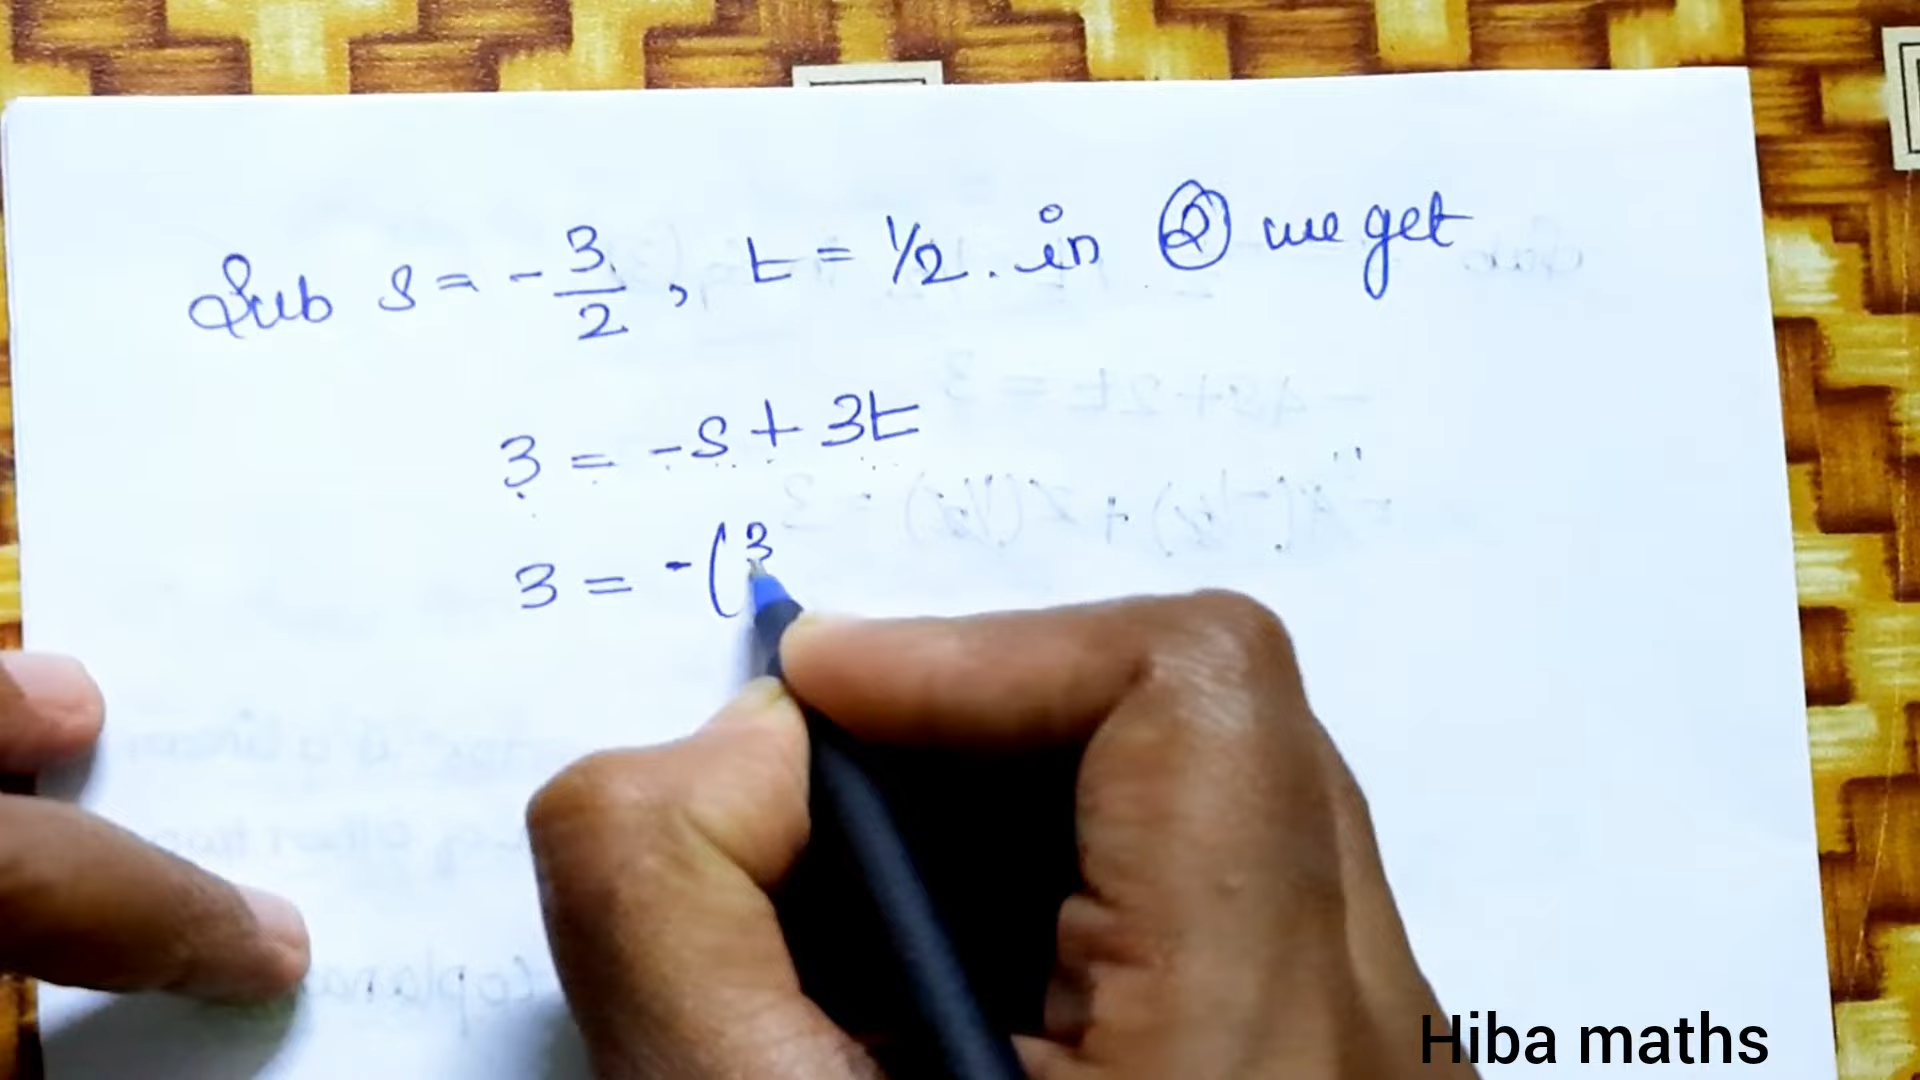 Sub s = -3/2, t = 1/2. in ② we get
3 = -s + 3t
3 = -(3
Hiba maths